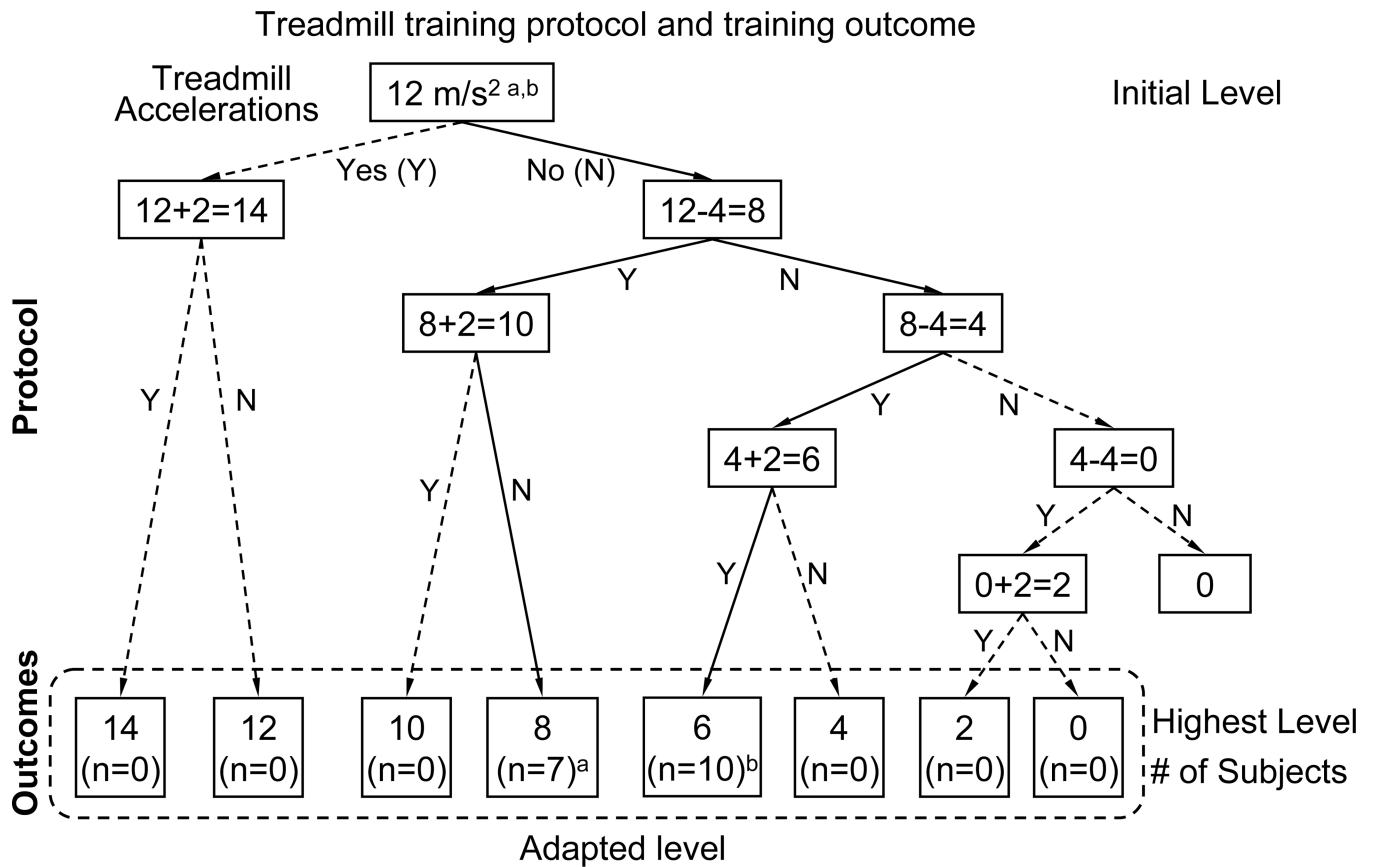 Treadmill training protocol and training outcome
Treadmill
Accelerations
12 m/s² ᵃ,ᵇ
Initial Level
Yes (Y)
No (N)
12+2=14
12-4=8
Y
N
8+2=10
8-4=4
Protocol
Y
N
Y
N
4+2=6
4-4=0
Y
N
Y
N
Y
N
0+2=2
0
Y
N
Outcomes
14
(n=0)
12
(n=0)
10
(n=0)
8
(n=7)ᵃ
6
(n=10)ᵇ
4
(n=0)
2
(n=0)
0
(n=0)
Highest Level
# of Subjects
Adapted level